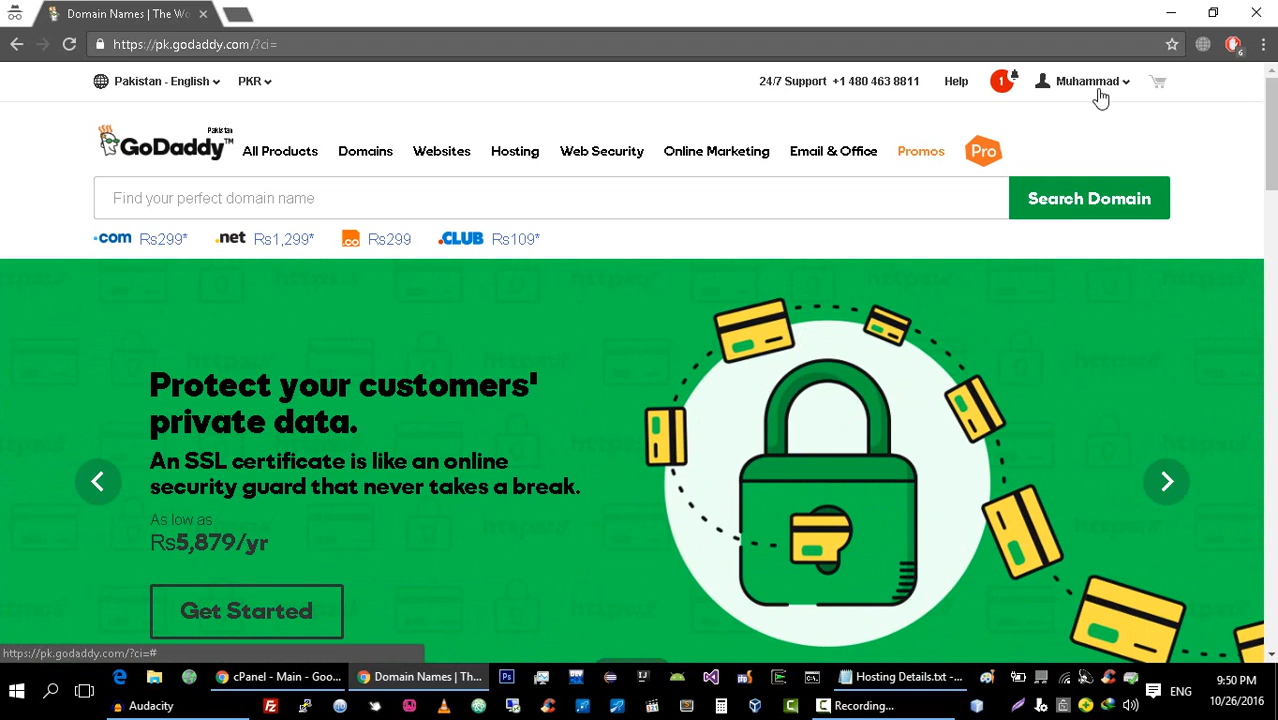 Domain Names | The Wo
https://pk.godaddy.com/?ci=
6
Pakistan - English
PKR
24/7 Support +1 480 463 8811
Help
1
Muhammad
Pakistan
GoDaddy™
All Products
Domains
Websites
Hosting
Web Security
Online Marketing
Email & Office
Promos
Pro
Find your perfect domain name
Search Domain
.com Rs299*
.net Rs1,299*
.co Rs299
.CLUB Rs109*
Protect your customers'
private data.
An SSL certificate is like an online
security guard that never takes a break.
As low as
Rs5,879/yr
Get Started
https://pk.godaddy.com/?ci=#
cPanel - Main - Goo...
Domain Names | Th...
Hosting Details.txt -...
ENG
9:50 PM
10/26/2016
Audacity
Recording...